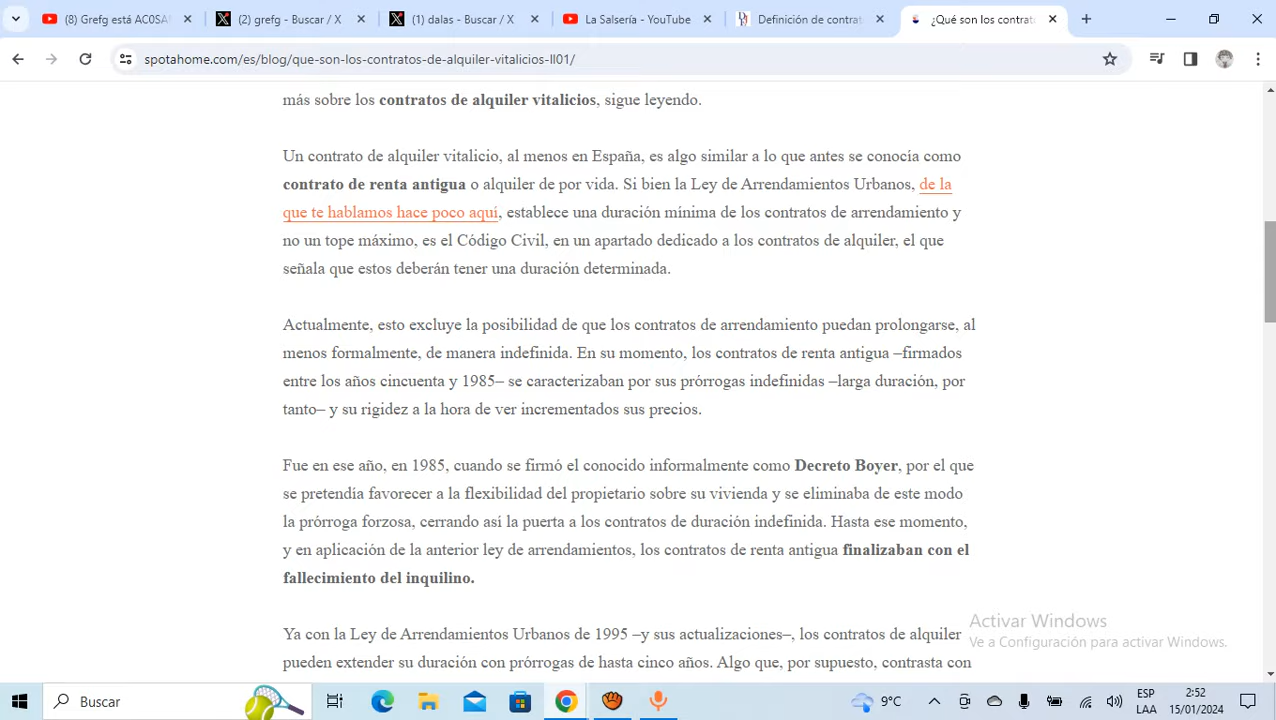 (8) Grefg está AC0SA
(2) grefg - Buscar / X
(1) dalas - Buscar / X
La Salsería - YouTube
Definición de contrat
¿Qué son los contrat
spotahome.com/es/blog/que-son-los-contratos-de-alquiler-vitalicios-ll01/
más sobre los contratos de alquiler vitalicios, sigue leyendo.
Un contrato de alquiler vitalicio, al menos en España, es algo similar a lo que antes se conocía como
contrato de renta antigua o alquiler de por vida. Si bien la Ley de Arrendamientos Urbanos, de la
que te hablamos hace poco aquí, establece una duración mínima de los contratos de arrendamiento y
no un tope máximo, es el Código Civil, en un apartado dedicado a los contratos de alquiler, el que
señala que estos deberán tener una duración determinada.
Actualmente, esto excluye la posibilidad de que los contratos de arrendamiento puedan prolongarse, al
menos formalmente, de manera indefinida. En su momento, los contratos de renta antigua –firmados
entre los años cincuenta y 1985– se caracterizaban por sus prórrogas indefinidas –larga duración, por
tanto– y su rigidez a la hora de ver incrementados sus precios.
Fue en ese año, en 1985, cuando se firmó el conocido informalmente como Decreto Boyer, por el que
se pretendía favorecer a la flexibilidad del propietario sobre su vivienda y se eliminaba de este modo
la prórroga forzosa, cerrando así la puerta a los contratos de duración indefinida. Hasta ese momento,
y en aplicación de la anterior ley de arrendamientos, los contratos de renta antigua finalizaban con el
fallecimiento del inquilino.
Ya con la Ley de Arrendamientos Urbanos de 1995 –y sus actualizaciones–, los contratos de alquiler
pueden extender su duración con prórrogas de hasta cinco años. Algo que, por supuesto, contrasta con
Activar Windows
Ve a Configuración para activar Windows.
Buscar
9°C
ESP
LAA
2:52
15/01/2024